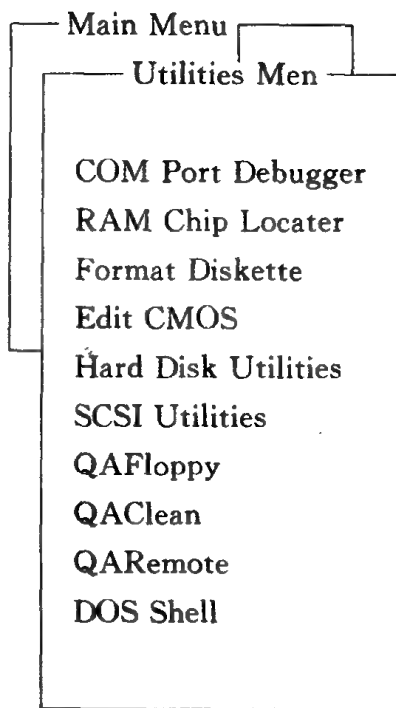 Main Menu
Utilities Men
COM Port Debugger
RAM Chip Locater
Format Diskette
Edit CMOS
Hard Disk Utilities
SCSI Utilities
QAFloppy
QAClean
QARemote
DOS Shell